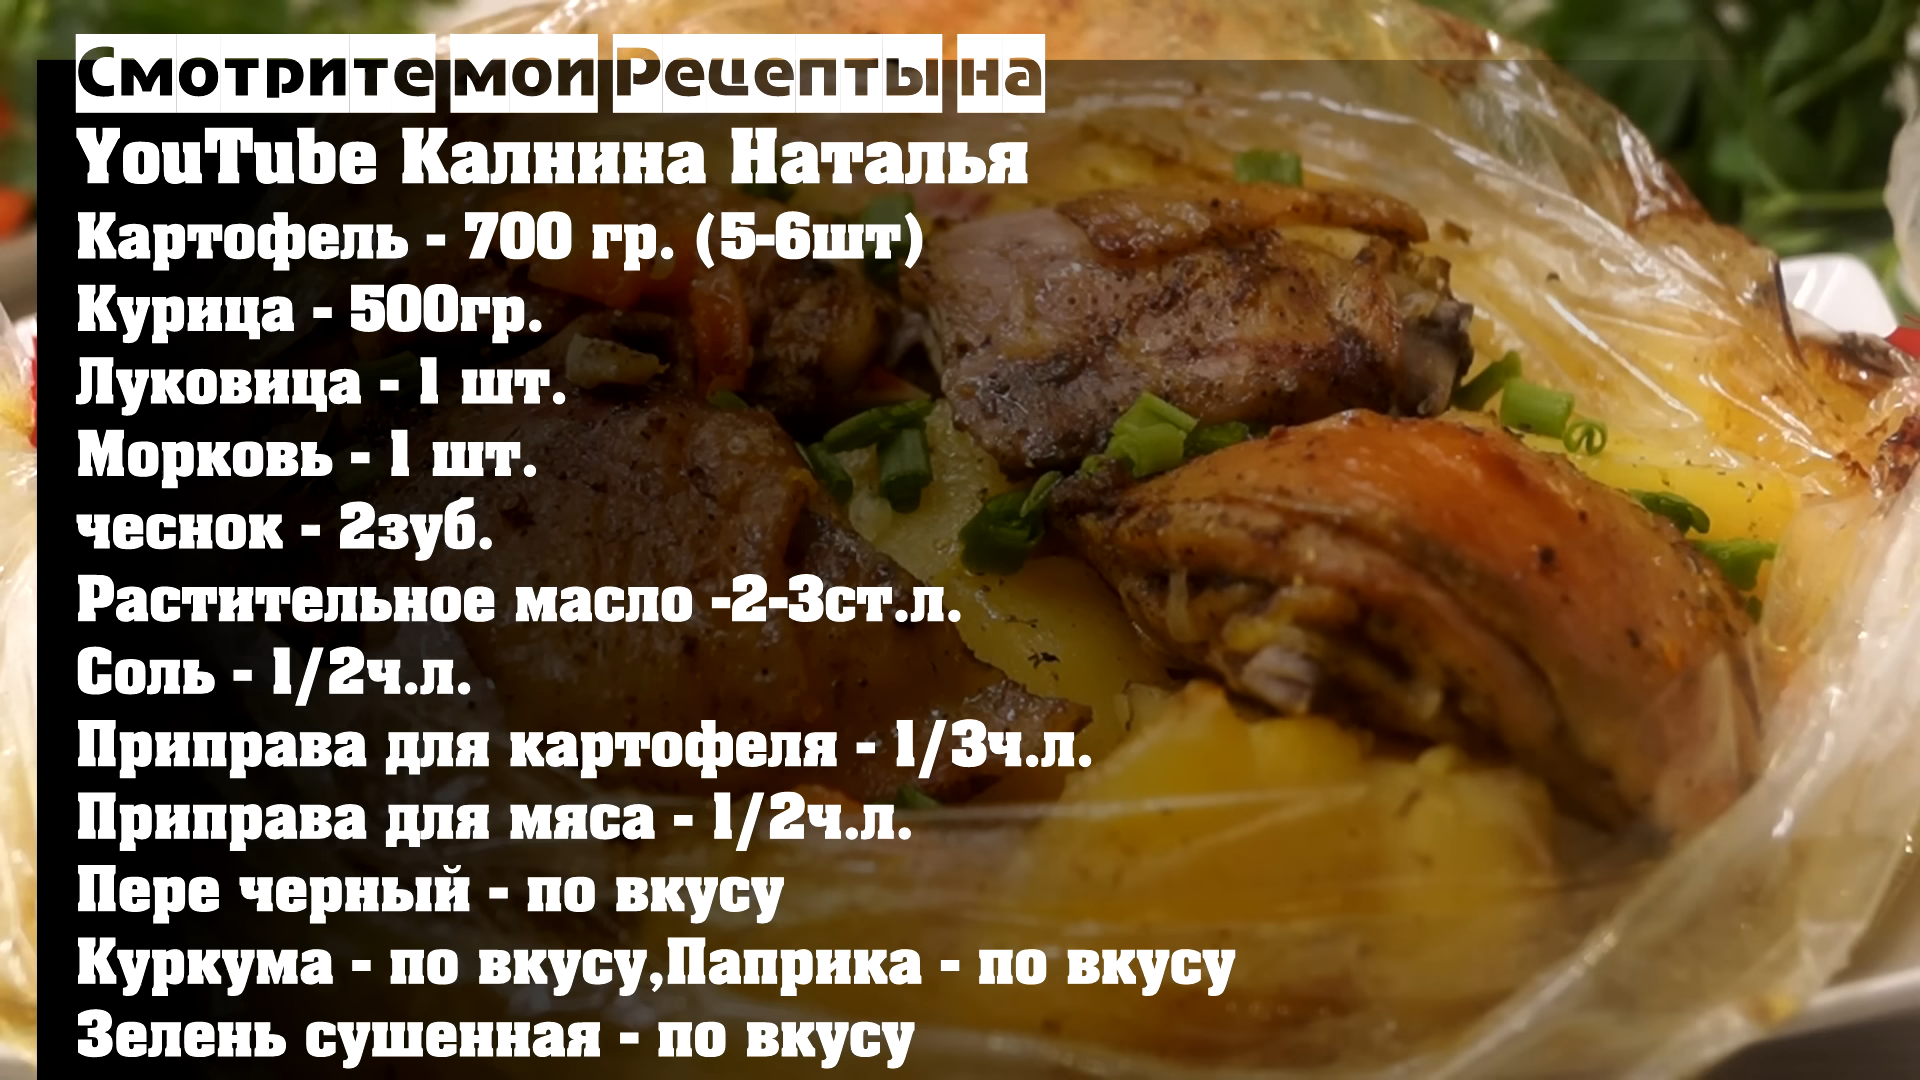 Смотрите мои Рецепты на
YouTube Калнина Наталья
Картофель - 700 гр. (5-6шт)
Курица - 500гр.
Луковица - 1 шт.
Морковь - 1 шт.
чеснок - 2зуб.
Растительное масло -2-3ст.л.
Соль - 1/2ч.л.
Приправа для картофеля - 1/3ч.л.
Приправа для мяса - 1/2ч.л.
Пере черный - по вкусу
Куркума - по вкусу,Паприка - по вкусу
Зелень сушенная - по вкусу